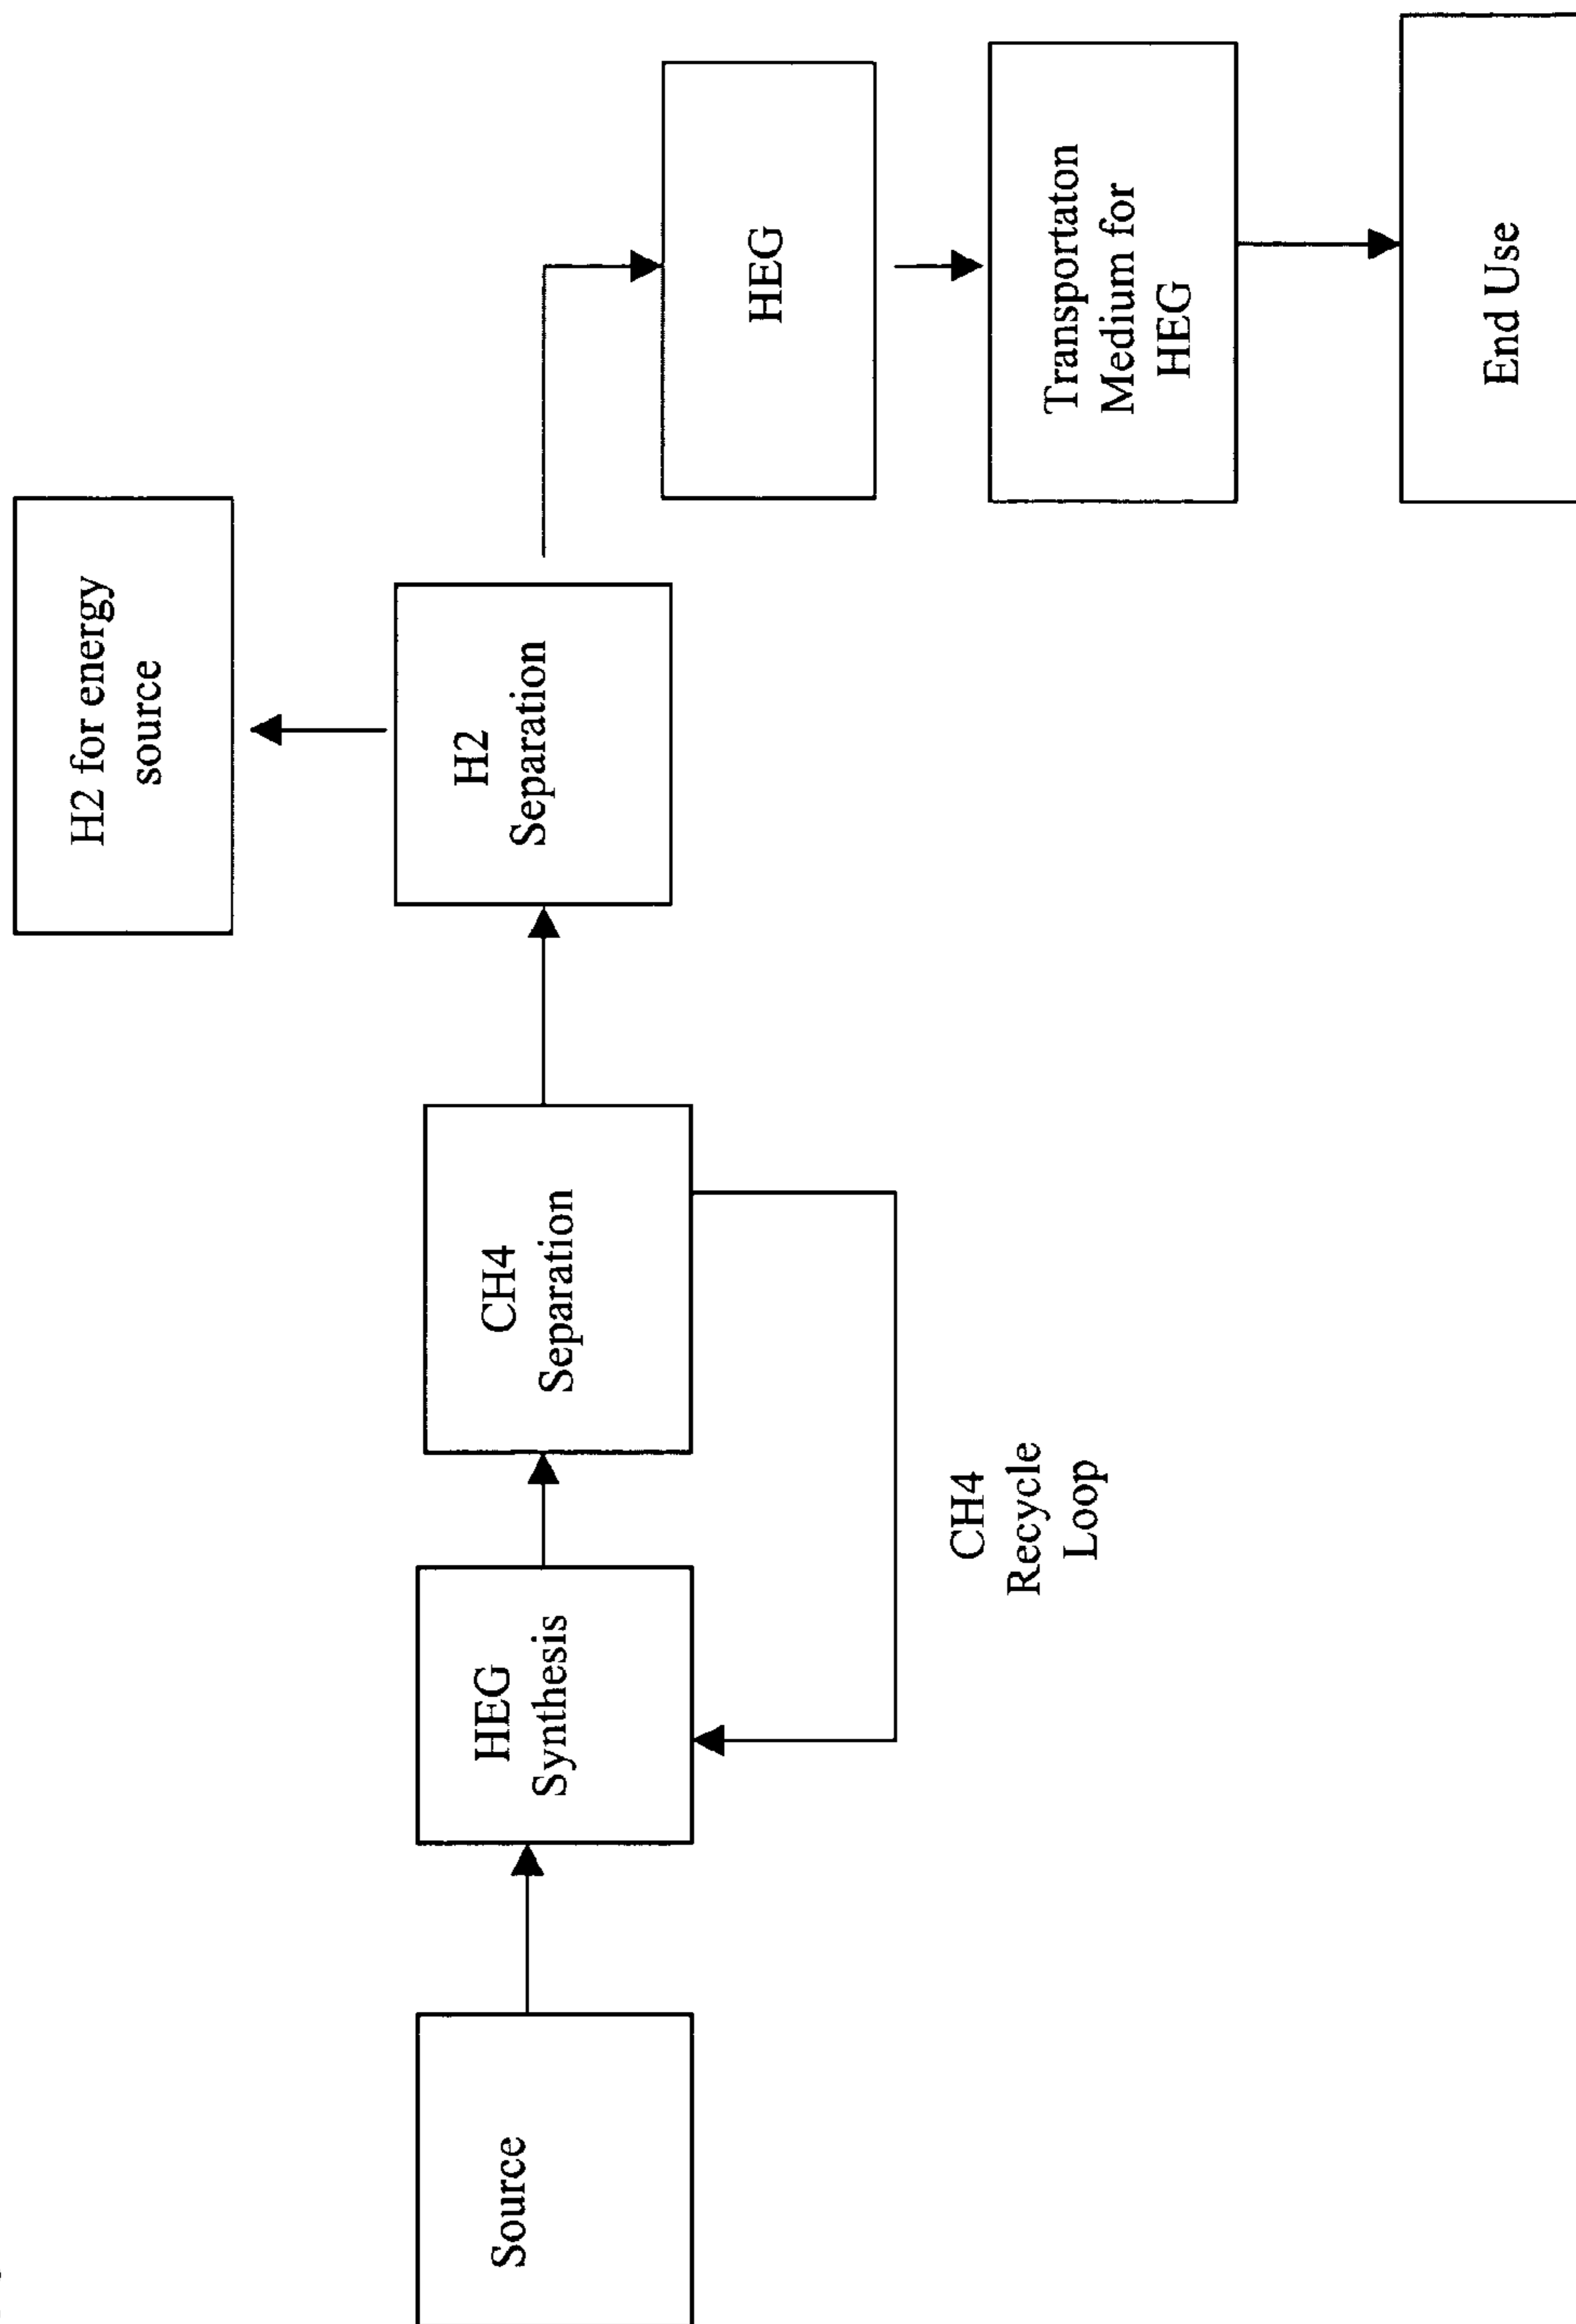 Source
HEG
Synthesis
CH4
Separation
CH4
Recycle
Loop
H2
Separation
H2 for energy
source
HEG
Transportaton
Medium for
HEG
End Use